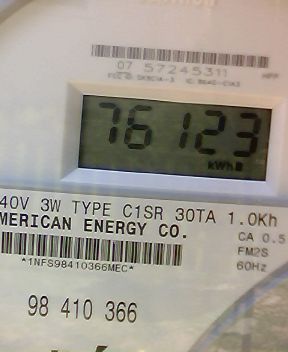 07 57245311
76123
kWh
40V 3W TYPE C1SR 30TA 1.0Kh
MERICAN ENERGY CO.
CA 0.5
*1NFS98410366MEC*
FM2S
60Hz
98 410 366